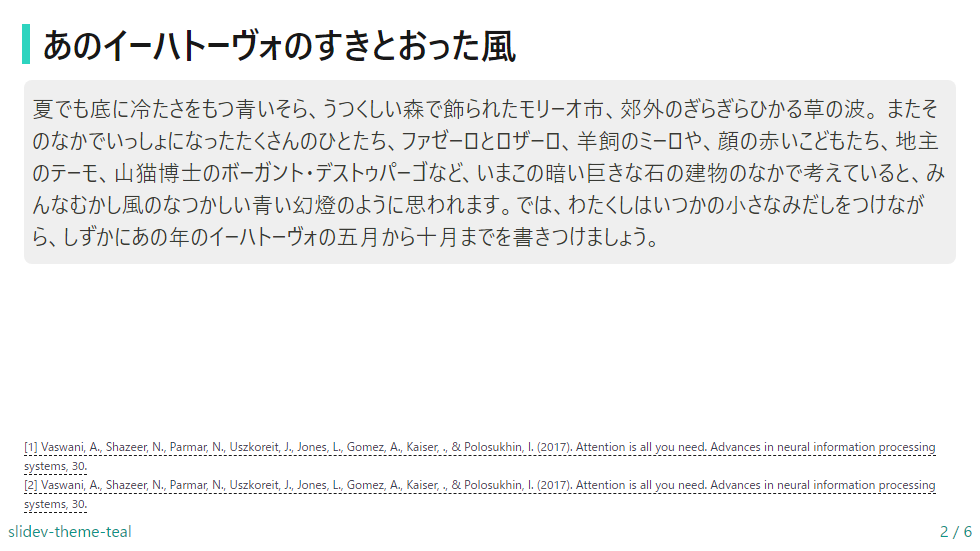 あのイーハトーヴォのすきとおった風
夏でも底に冷たさをもつ青いそら、うつくしい森で飾られたモリーオ市、郊外のぎらぎらひかる草の波。 またそ
のなかでいっしょになったたくさんのひとたち、ファゼーロとロザーロ、羊飼のミーロや、顔の赤いこどもたち、地主
のテーモ、山猫博士のボーガント・デストゥパーゴなど、いまこの暗い巨きな石の建物のなかで考えていると、み
んなむかし風のなつかしい青い幻燈のように思われます。では、わたくしはいつかの小さなみだしをつけなが
ら、しずかにあの年のイーハトーヴォの五月から十月までを書きつけましょう。
[1] Vaswani, A., Shazeer, N., Parmar, N., Uszkoreit, J., Jones, L., Gomez, A., Kaiser, ., & Polosukhin, I. (2017). Attention is all you need. Advances in neural information processing
systems, 30.
[2] Vaswani, A., Shazeer, N., Parmar, N., Uszkoreit, J., Jones, L., Gomez, A., Kaiser, ., & Polosukhin, I. (2017). Attention is all you need. Advances in neural information processing
systems, 30.
slidev-theme-teal
2 / 6